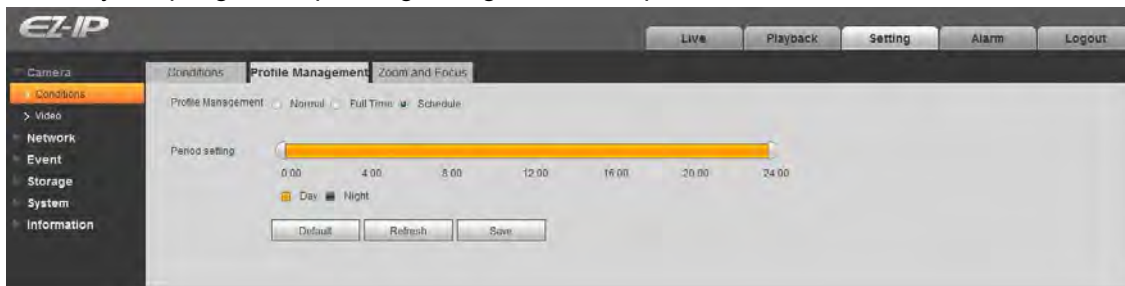 EZ-IP
Live
Playback
Setting
Alarm
Logout
Camera
Conditions
> Video
Network
Event
Storage
System
Information
Conditions
Profile Management
Zoom and Focus
Profile Management Normal Full Time Schedule
Period setting
0:00 4:00 8:00 12:00 16:00 20:00 24:00
Day Night
Default Refresh Save